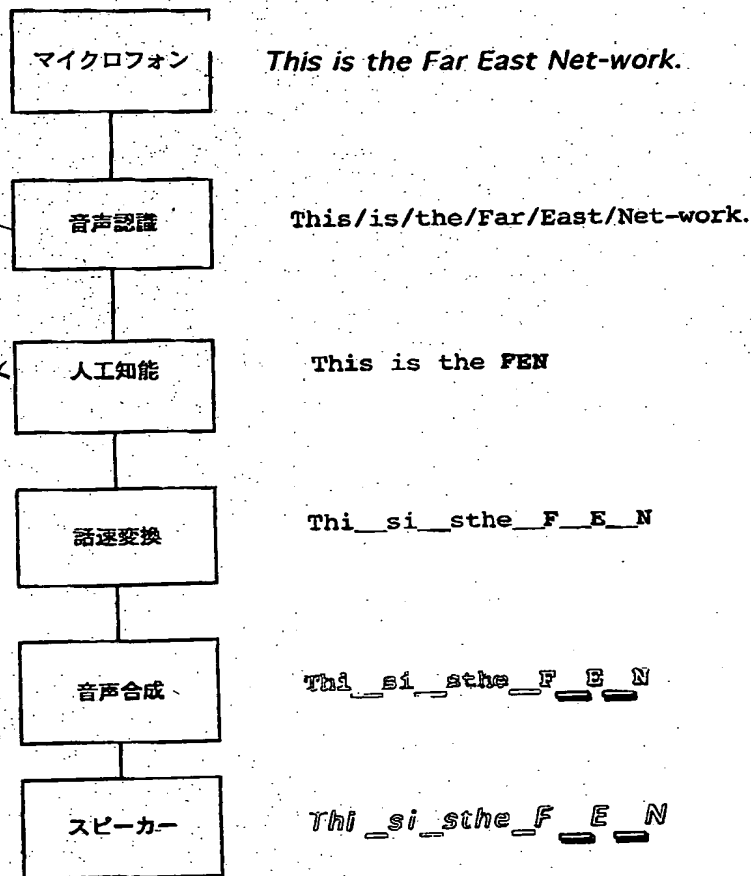 マイクロフォン
This is the Far East Net-work.
音声認識
This/is/the/Far/East/Net-work.
人工知能
This is the FEN
話速変換
Thi__si__sthe__F__E__N
音声合成
Thi__si__sthe__F__E__N
スピーカー
Thi__si__sthe__F__E__N